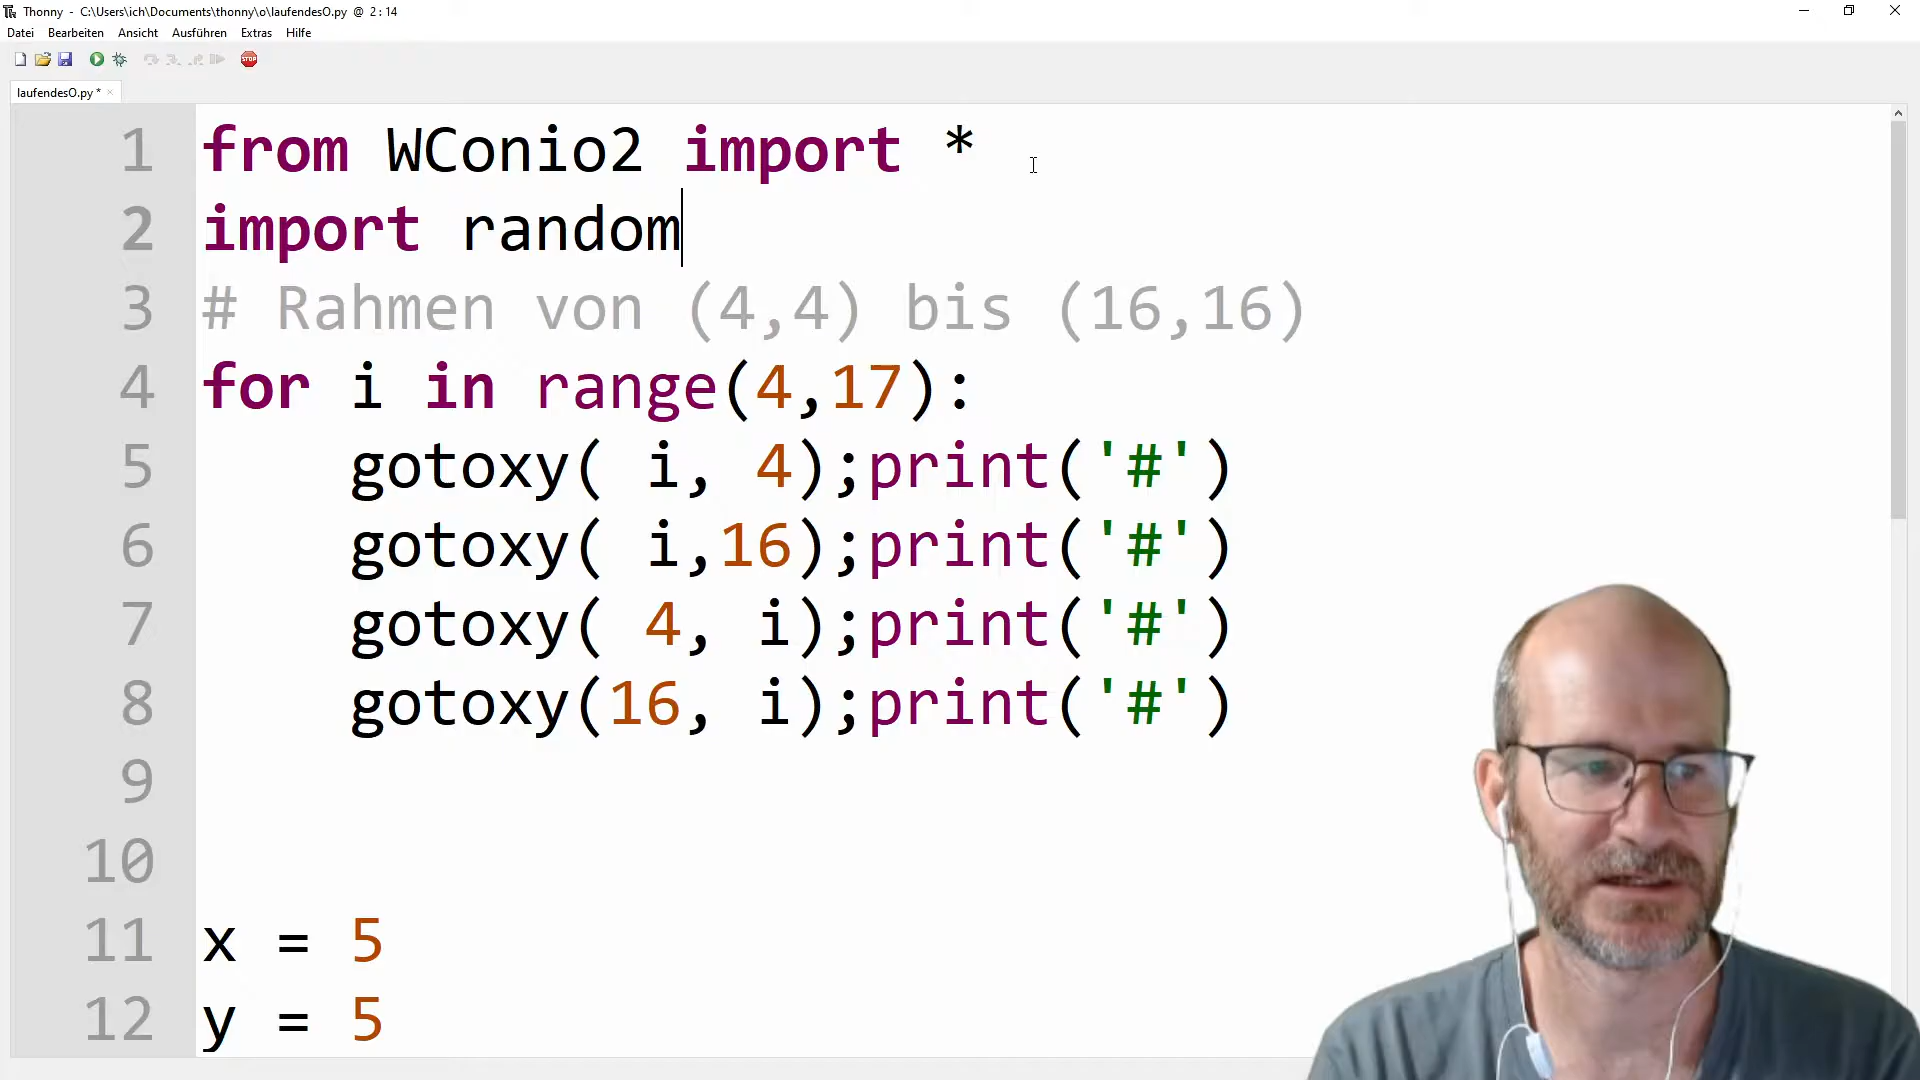 Thonny - C:\Users\ich\Documents\thonny\o\laufendesO.py @ 2:14
Datei Bearbeiten Ansicht Ausführen Extras Hilfe
STOP
laufendesO.py *
1 from WConio2 import *
2 import random
3 # Rahmen von (4,4) bis (16,16)
4 for i in range(4,17):
5 gotoxy( i, 4);print('#')
6 gotoxy( i,16);print('#')
7 gotoxy( 4, i);print('#')
8 gotoxy(16, i);print('#')
9
10
11 x = 5
12 y = 5